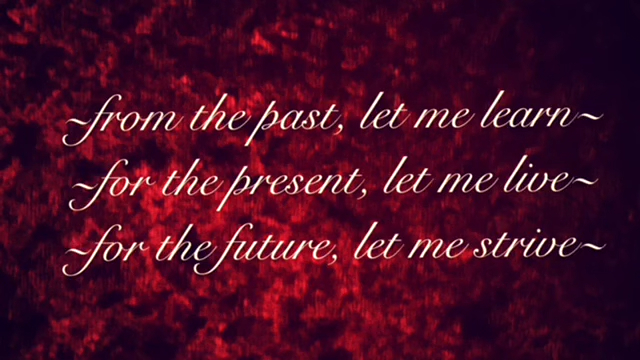 ~from the past, let me learn~
~for the present, let me live~
~for the future, let me strive~